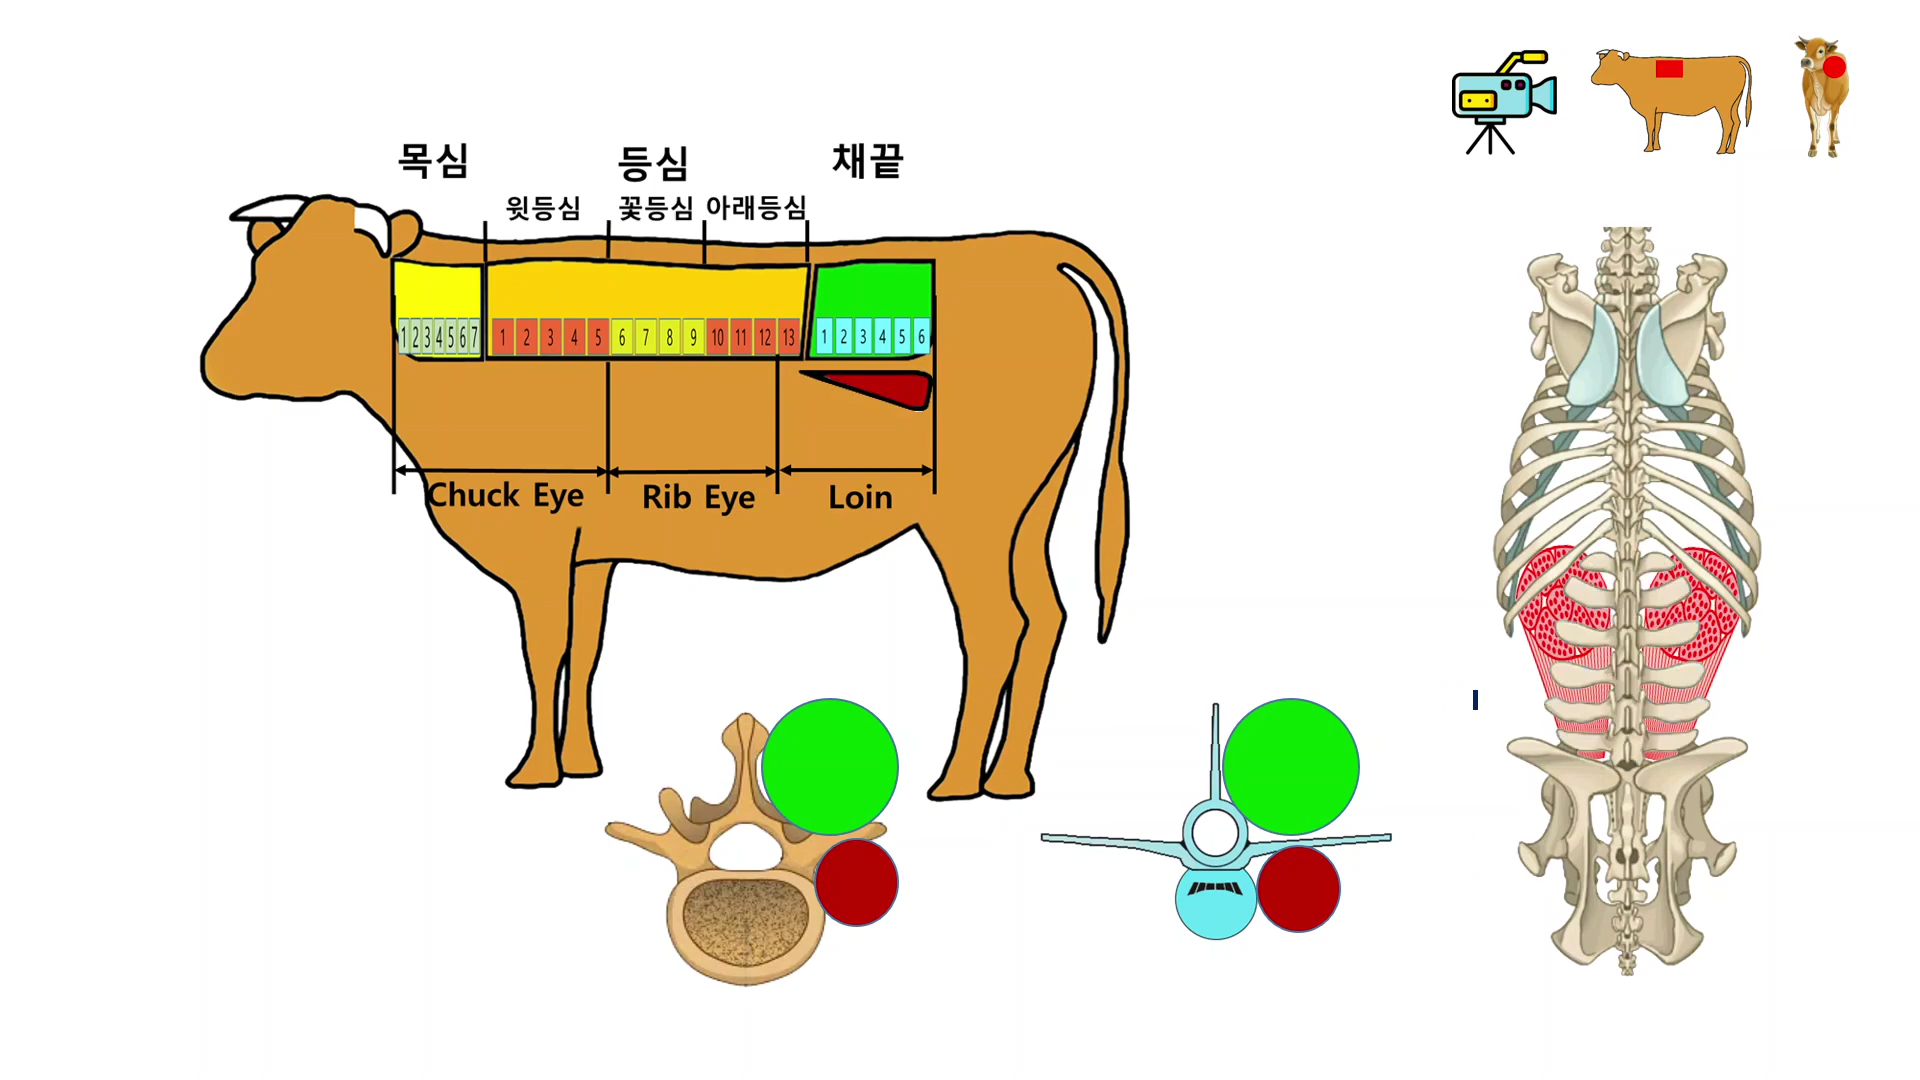 목심 등심 채끝
윗등심 꽃등심 아래등심
1 2 3 4 5 6 7 1 2 3 4 5 6 7 8 9 10 11 12 13 1 2 3 4 5 6
Chuck Eye Rib Eye Loin